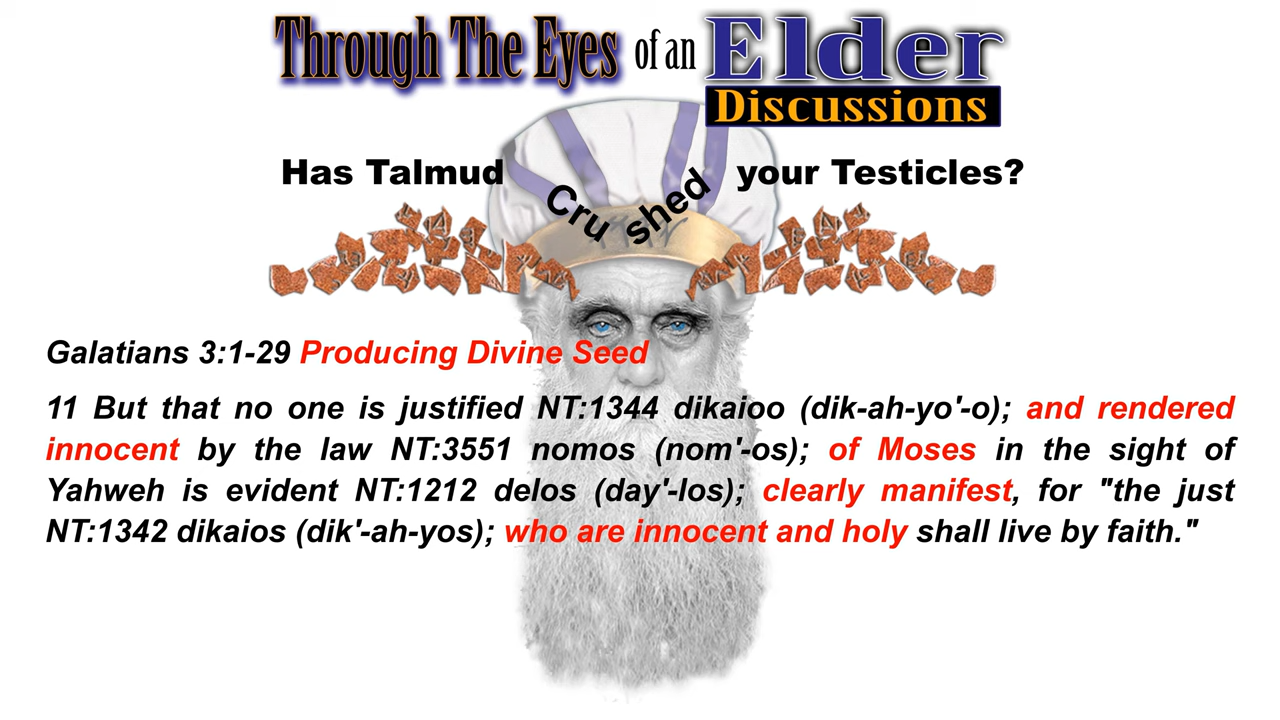 Through The Eyes of an Elder
Discussions
Has Talmud Crushed your Testicles?
Galatians 3:1-29 Producing Divine Seed
11 But that no one is justified NT:1344 dikaioo (dik-ah-yo'-o); and rendered
innocent by the law NT:3551 nomos (nom'-os); of Moses in the sight of
Yahweh is evident NT:1212 delos (day'-los); clearly manifest, for "the just
NT:1342 dikaios (dik'-ah-yos); who are innocent and holy shall live by faith."